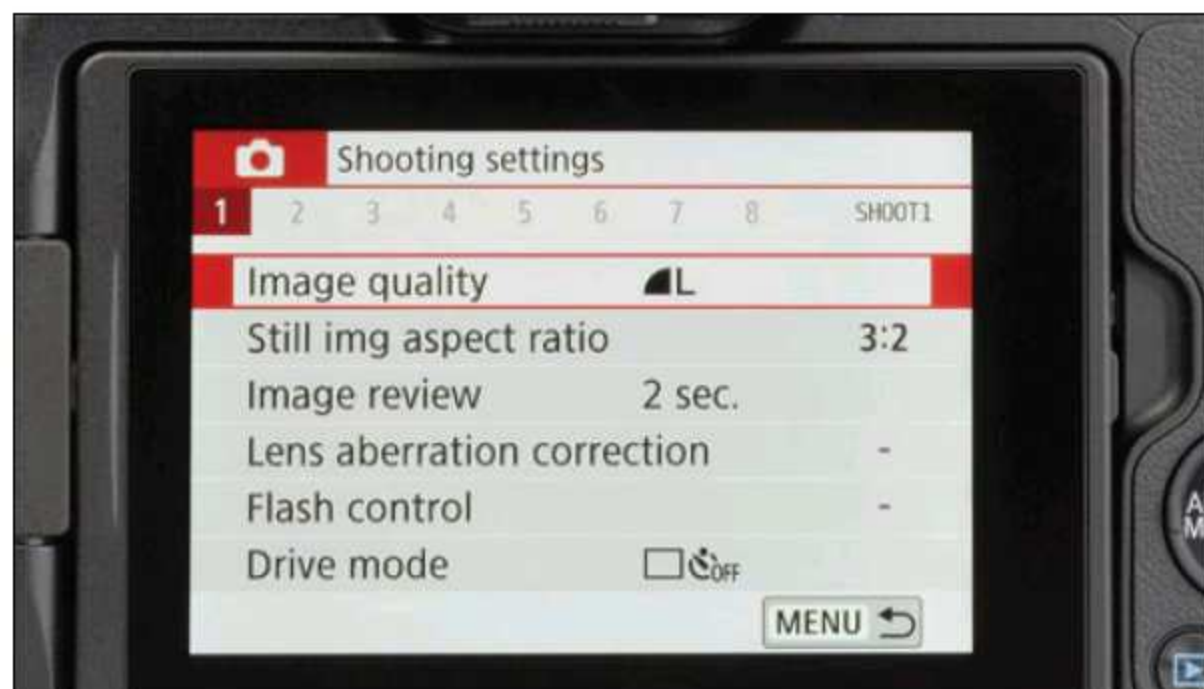 Shooting settings
1 2 3 4 5 6 7 8 SHOOT1
Image quality L
Still img aspect ratio 3:2
Image review 2 sec.
Lens aberration correction -
Flash control -
Drive mode OFF
MENU